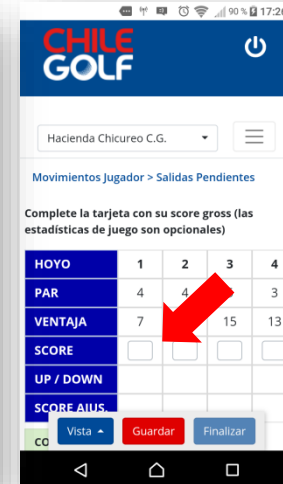 90 % 17:26
CHILE
GOLF
Hacienda Chicureo C.G.
Movimientos Jugador > Salidas Pendientes
Complete la tarjeta con su score gross (las
estadísticas de juego son opcionales)
HOYO 1 2 3 4
PAR 4 4 3
VENTAJA 7 15 13
SCORE
UP / DOWN
SCORE AJUS.
CO
Vista Guardar Finalizar